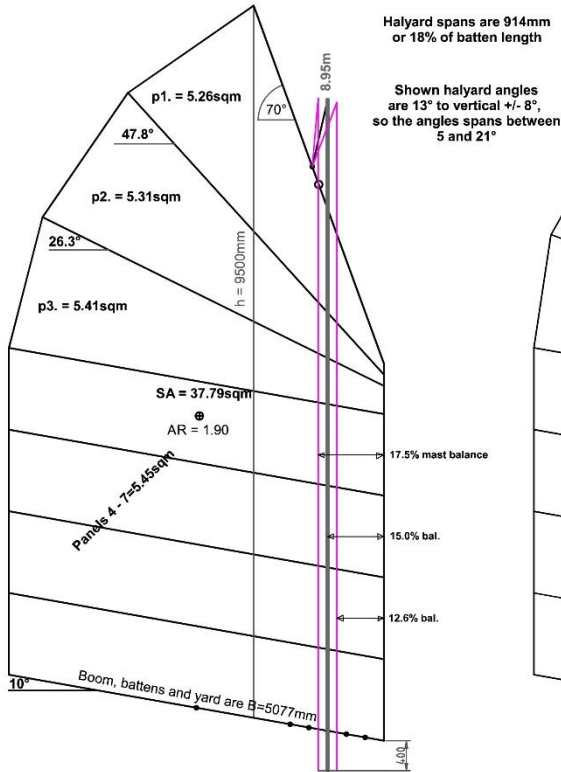 Halyard spans are 914mm
or 18% of batten length
8.95m
Shown halyard angles
are 13° to vertical +/- 8°,
so the angles spans between
5 and 21°
p1. = 5.26sqm
70°
47.8°
p2. = 5.31sqm
26.3°
h = 9500mm
p3. = 5.41sqm
SA = 37.79sqm
AR = 1.90
17.5% mast balance
Panels 4 - 7=5.45sqm
15.0% bal.
12.6% bal.
Boom, battens and yard are B=5077mm
10°
400